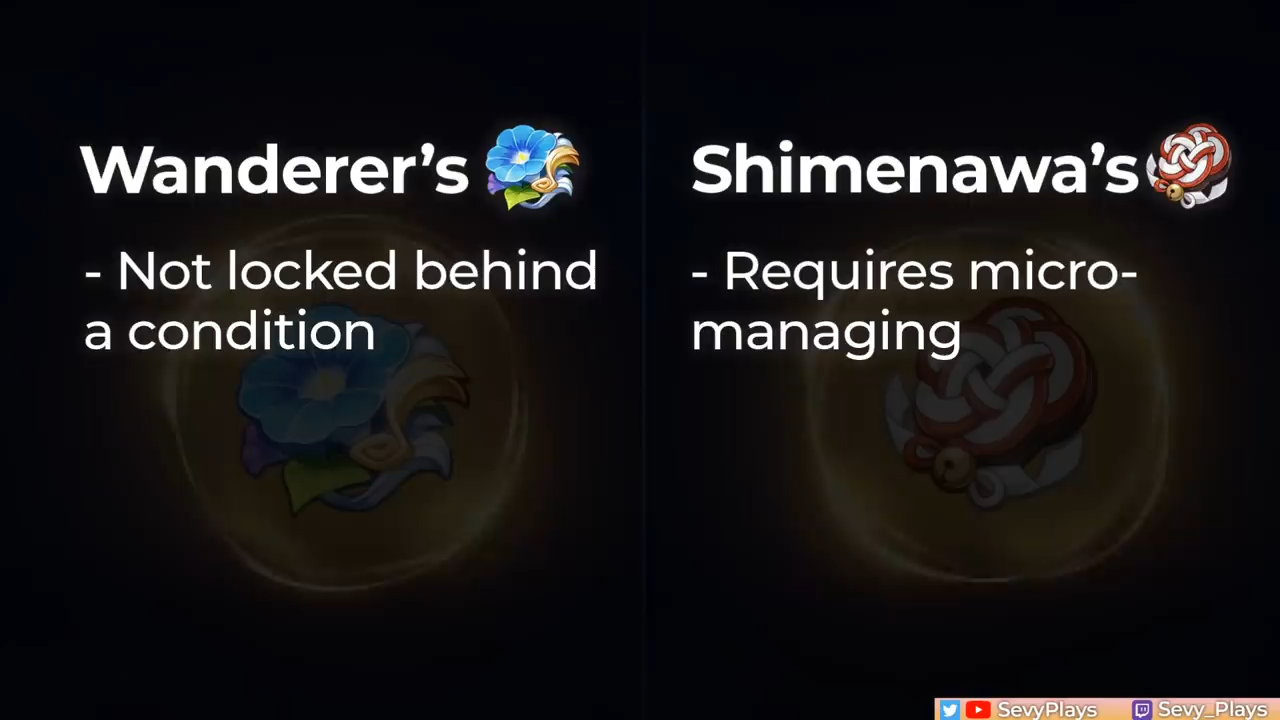 Wanderer's
- Not locked behind
a condition
Shimenawa's
- Requires micro-
managing
SevyPlays
Sevy_Plays